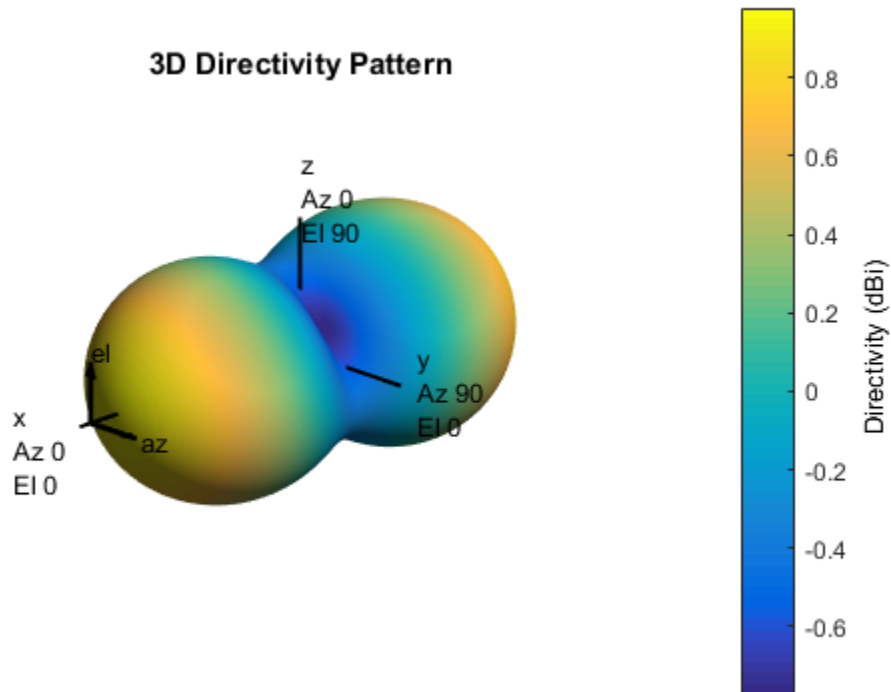 3D Directivity Pattern
z
Az 0
El 90
el
az
x
Az 0
El 0
y
Az 90
El 0
0.8
0.6
0.4
0.2
0
-0.2
-0.4
-0.6
Directivity (dBi)